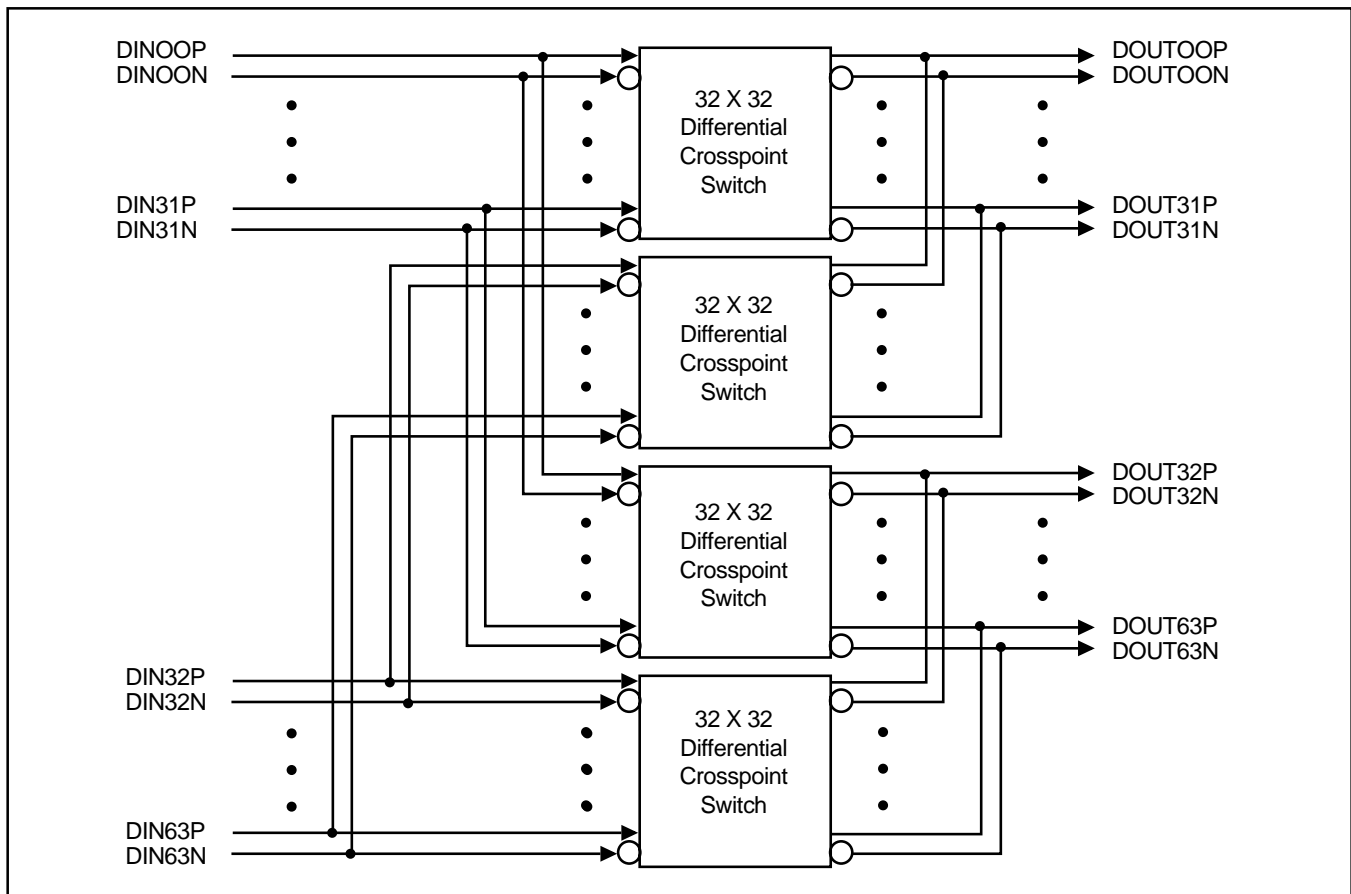 DINOOP
DINOON
DIN31P
DIN31N
DIN32P
DIN32N
DIN63P
DIN63N
32 X 32
Differential
Crosspoint
Switch
32 X 32
Differential
Crosspoint
Switch
32 X 32
Differential
Crosspoint
Switch
32 X 32
Differential
Crosspoint
Switch
DOUTOOP
DOUTOON
DOUT31P
DOUT31N
DOUT32P
DOUT32N
DOUT63P
DOUT63N